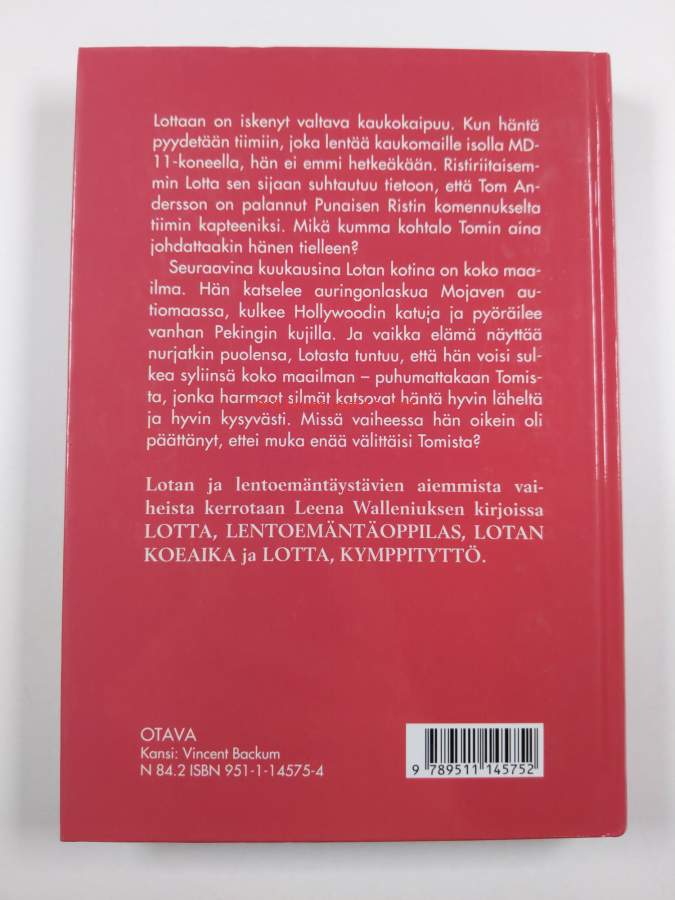 Lottaan on iskenyt valtava kaukokaipuu. Kun häntä
pyydetään tiimiin, joka lentää kaukomaille isolla MD-
11-koneella, hän ei emmi hetkeäkään. Ristiriitaisem-
min Lotta sen sijaan suhtautuu tietoon, että Tom An-
dersson on palannut Punaisen Ristin komennukselta
tiimin kapteeniksi. Mikä kumma kohtalo Tomin aina
johdattaakin hänen tielleen?
Seuraavina kuukausina Lotan kotina on koko maa-
ilma. Hän katselee auringonlaskua Mojaven au-
tiomaassa, kulkee Hollywoodin katuja ja pyöräilee
vanhan Pekingin kujilla. Ja vaikka elämä näyttää
nurjatkin puolensa, Lotasta tuntuu, että hän voisi sul-
kea syliinsä koko maailman – puhumattakaan Tomis-
ta, jonka harmaat silmät katsovat häntä hyvin läheltä
ja hyvin kysyvästi. Missä vaiheessa hän oikein oli
päättänyt, ettei muka enää välittäisi Tomista?
Lotan ja lentoemäntäystävien aiemmista vai-
heista kerrotaan Leena Walleniuksen kirjoissa
LOTTA, LENTOEMÄNTÄOPPILAS, LOTAN
KOEAIKA ja LOTTA, KYMPPITYTTÖ.
OTAVA
Kansi: Vincent Backum
N 84.2 ISBN 951-1-14575-4
9 789511 145752